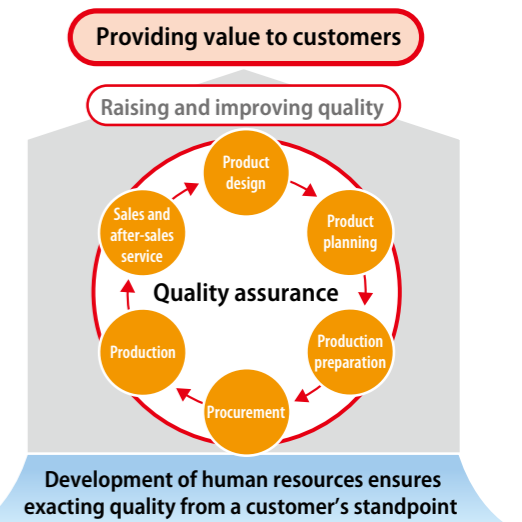 Providing value to customers
Raising and improving quality
Product
design
Product
planning
Production
preparation
Procurement
Production
Sales and
after-sales
service
Quality assurance
Development of human resources ensures
exacting quality from a customer’s standpoint